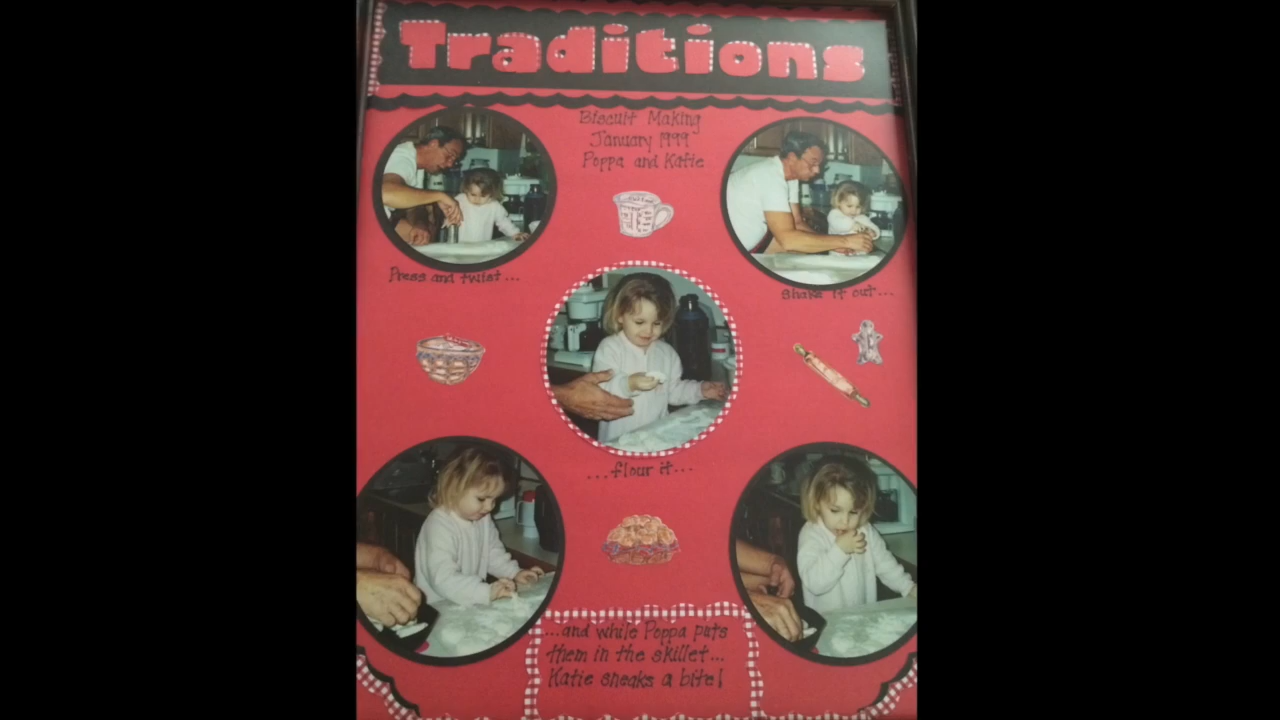 Traditions
Biscuit Making
January 1999
Poppa and Katie
Press and twist...
Shake it out...
...flour it...
...and while Poppa puts
them in the skillet...
Katie sneaks a bite!